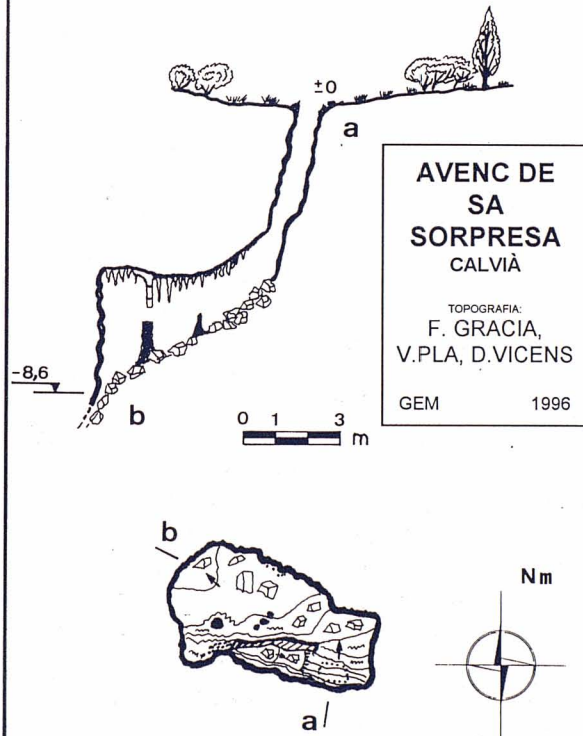 ±0
a
AVENC DE
SA
SORPRESA
CALVIÀ
TOPOGRAFIA:
F. GRACIA,
V.PLA, D.VICENS
GEM 1996
-8,6
b
0 1 3
m
b
Nm
a